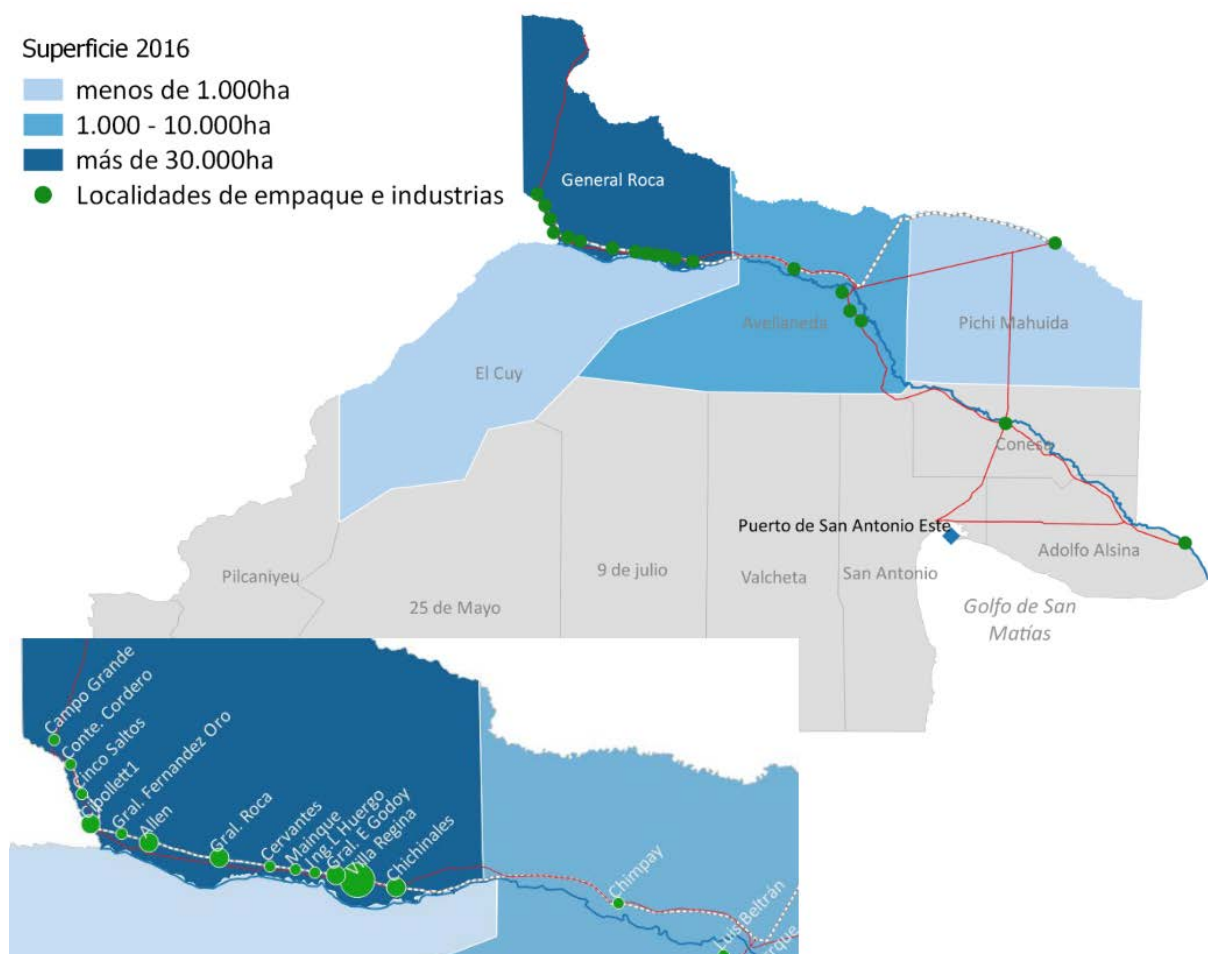 Superficie 2016
menos de 1.000ha
1.000 - 10.000ha
más de 30.000ha
Localidades de empaque e industrias
General Roca
Avellaneda
Pichi Mahuida
El Cuy
Conesa
Puerto de San Antonio Este
Adolfo Alsina
Pilcaniyeu
9 de julio
Valcheta
San Antonio
25 de Mayo
Golfo de San
Matías
Campo Grande
Conte. Cordero
Cinco Saltos
Cipollett1
Gral. Fernandez Oro
Allen
Gral. Roca
Cervantes
Mainque
Ing.L Huergo
Gral. E Godoy
Villa Regina
Chichinales
Chimpay
Luis Beltrán